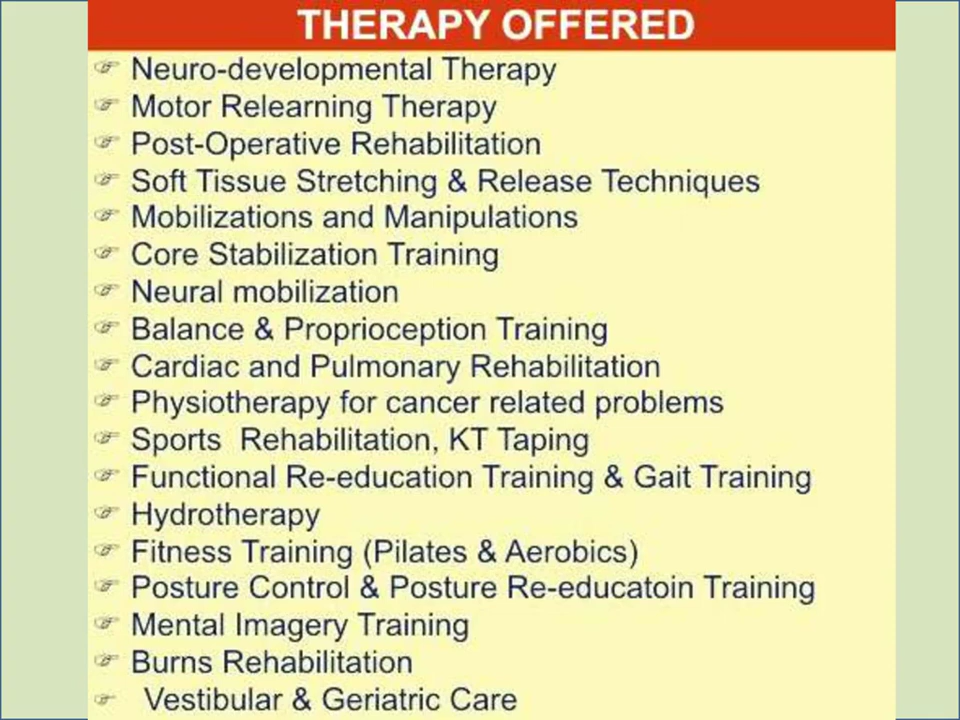 THERAPY OFFERED
Neuro-developmental Therapy
Motor Relearning Therapy
Post-Operative Rehabilitation
Soft Tissue Stretching & Release Techniques
Mobilizations and Manipulations
Core Stabilization Training
Neural mobilization
Balance & Proprioception Training
Cardiac and Pulmonary Rehabilitation
Physiotherapy for cancer related problems
Sports  Rehabilitation, KT Taping
Functional Re-education Training & Gait Training
Hydrotherapy
Fitness Training (Pilates & Aerobics)
Posture Control & Posture Re-educatoin Training
Mental Imagery Training
Burns Rehabilitation
Vestibular & Geriatric Care